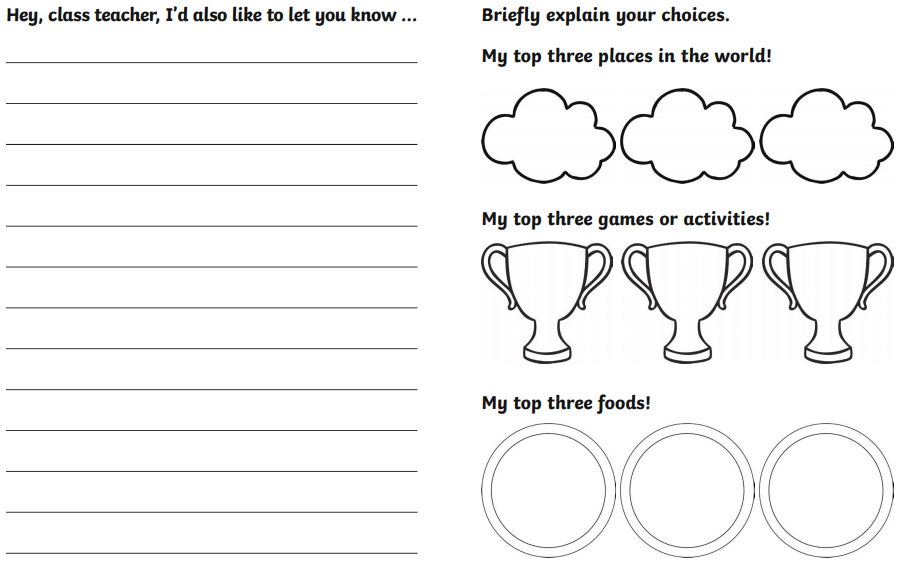 Hey, class teacher, I'd also like to let you know ...
Briefly explain your choices.
My top three places in the world!
My top three games or activities!
My top three foods!